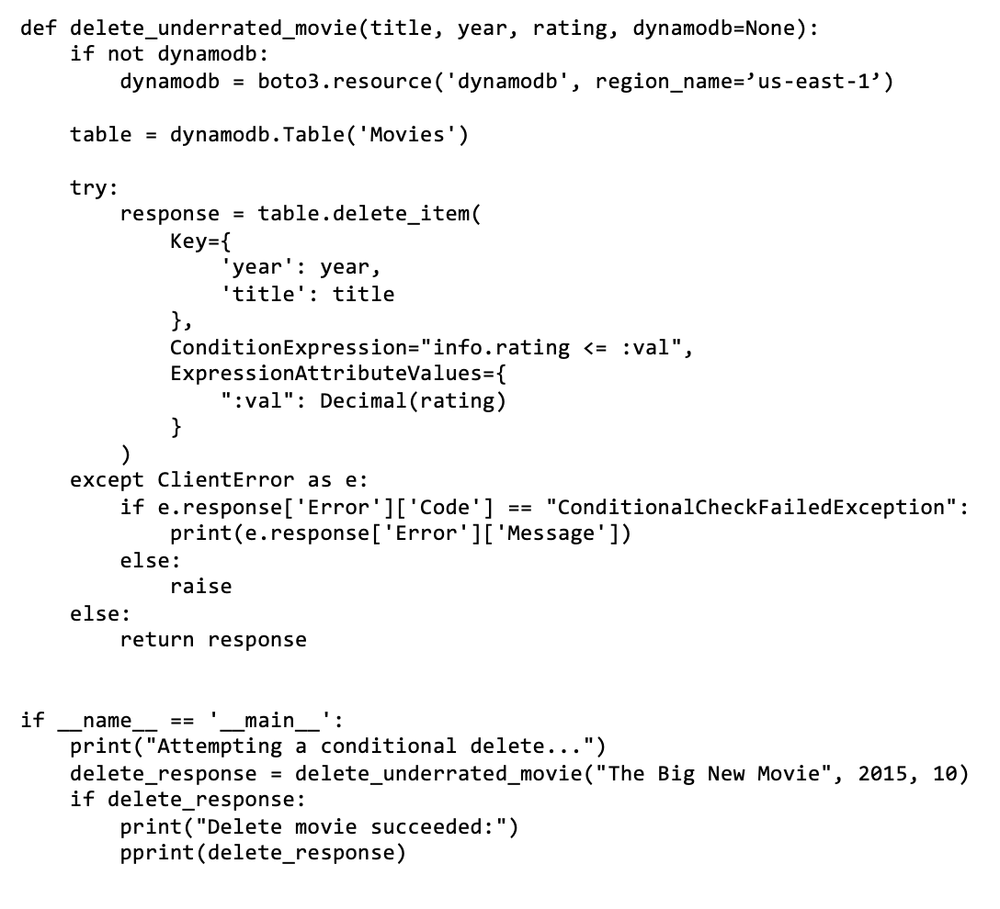 def delete_underrated_movie(title, year, rating, dynamodb=None):
    if not dynamodb:
        dynamodb = boto3.resource('dynamodb', region_name=’us-east-1’)

    table = dynamodb.Table('Movies')

    try:
        response = table.delete_item(
            Key={
                'year': year,
                'title': title
            },
            ConditionExpression="info.rating <= :val",
            ExpressionAttributeValues={
                ":val": Decimal(rating)
            }
        )
    except ClientError as e:
        if e.response['Error']['Code'] == "ConditionalCheckFailedException":
            print(e.response['Error']['Message'])
        else:
            raise
    else:
        return response


if __name__ == '__main__':
    print("Attempting a conditional delete...")
    delete_response = delete_underrated_movie("The Big New Movie", 2015, 10)
    if delete_response:
        print("Delete movie succeeded:")
        pprint(delete_response)